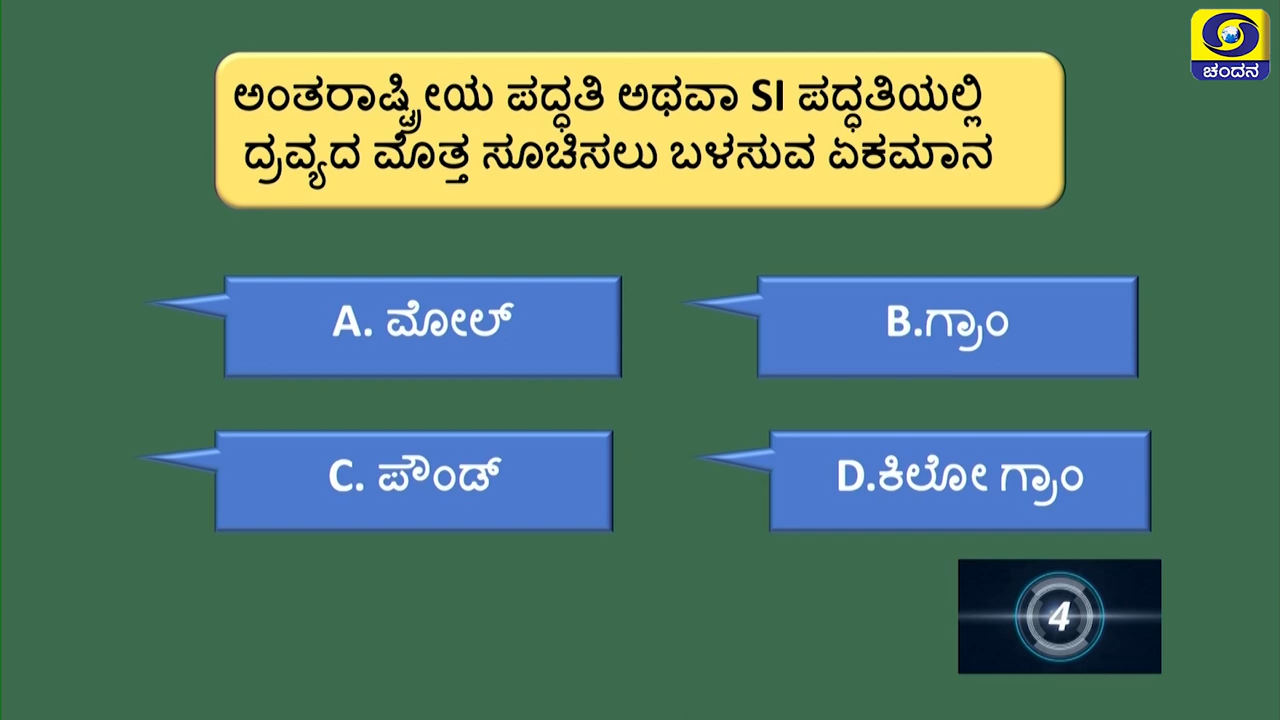 ಚಂದನ
ಅಂತರಾಷ್ಟ್ರೀಯ ಪದ್ಧತಿ ಅಥವಾ SI ಪದ್ಧತಿಯಲ್ಲಿ
ದ್ರವ್ಯದ ಮೊತ್ತ ಸೂಚಿಸಲು ಬಳಸುವ ಏಕಮಾನ
A. ಮೋಲ್
B.ಗ್ರಾಂ
C. ಪೌಂಡ್
D.ಕಿಲೋ ಗ್ರಾಂ
4